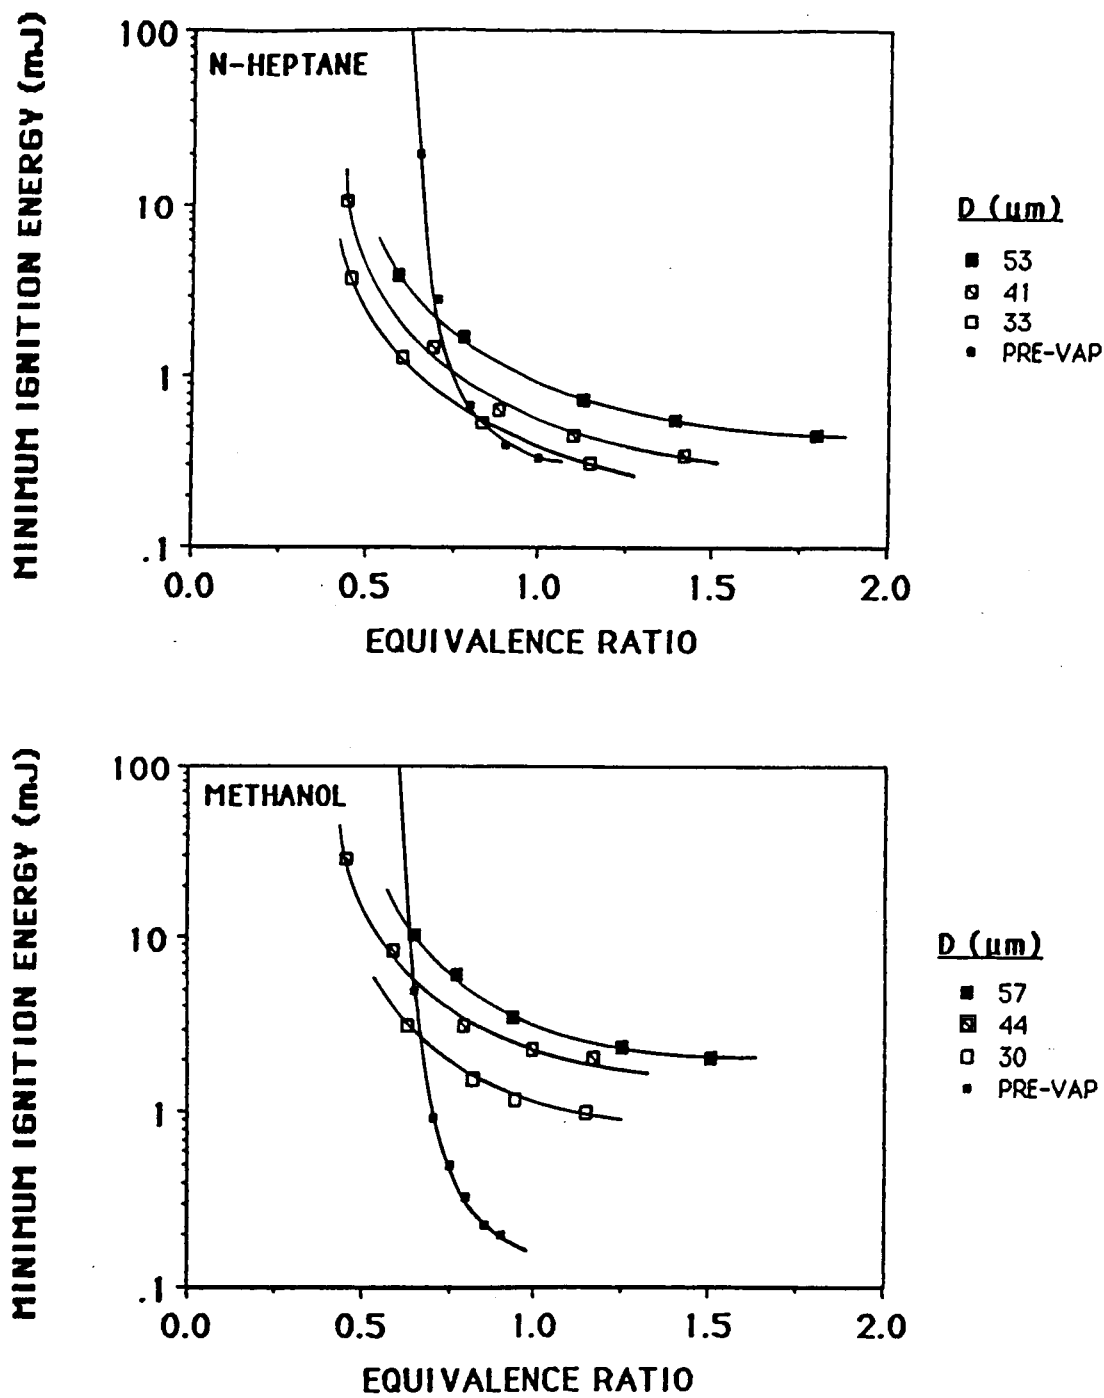 MINIMUM IGNITION ENERGY (mJ)
100
10
1
.1
N-HEPTANE
0.0 0.5 1.0 1.5 2.0
EQUIVALENCE RATIO
D (µm)
53
41
33
PRE-VAP
MINIMUM IGNITION ENERGY (mJ)
100
10
1
.1
METHANOL
0.0 0.5 1.0 1.5 2.0
EQUIVALENCE RATIO
D (µm)
57
44
30
PRE-VAP